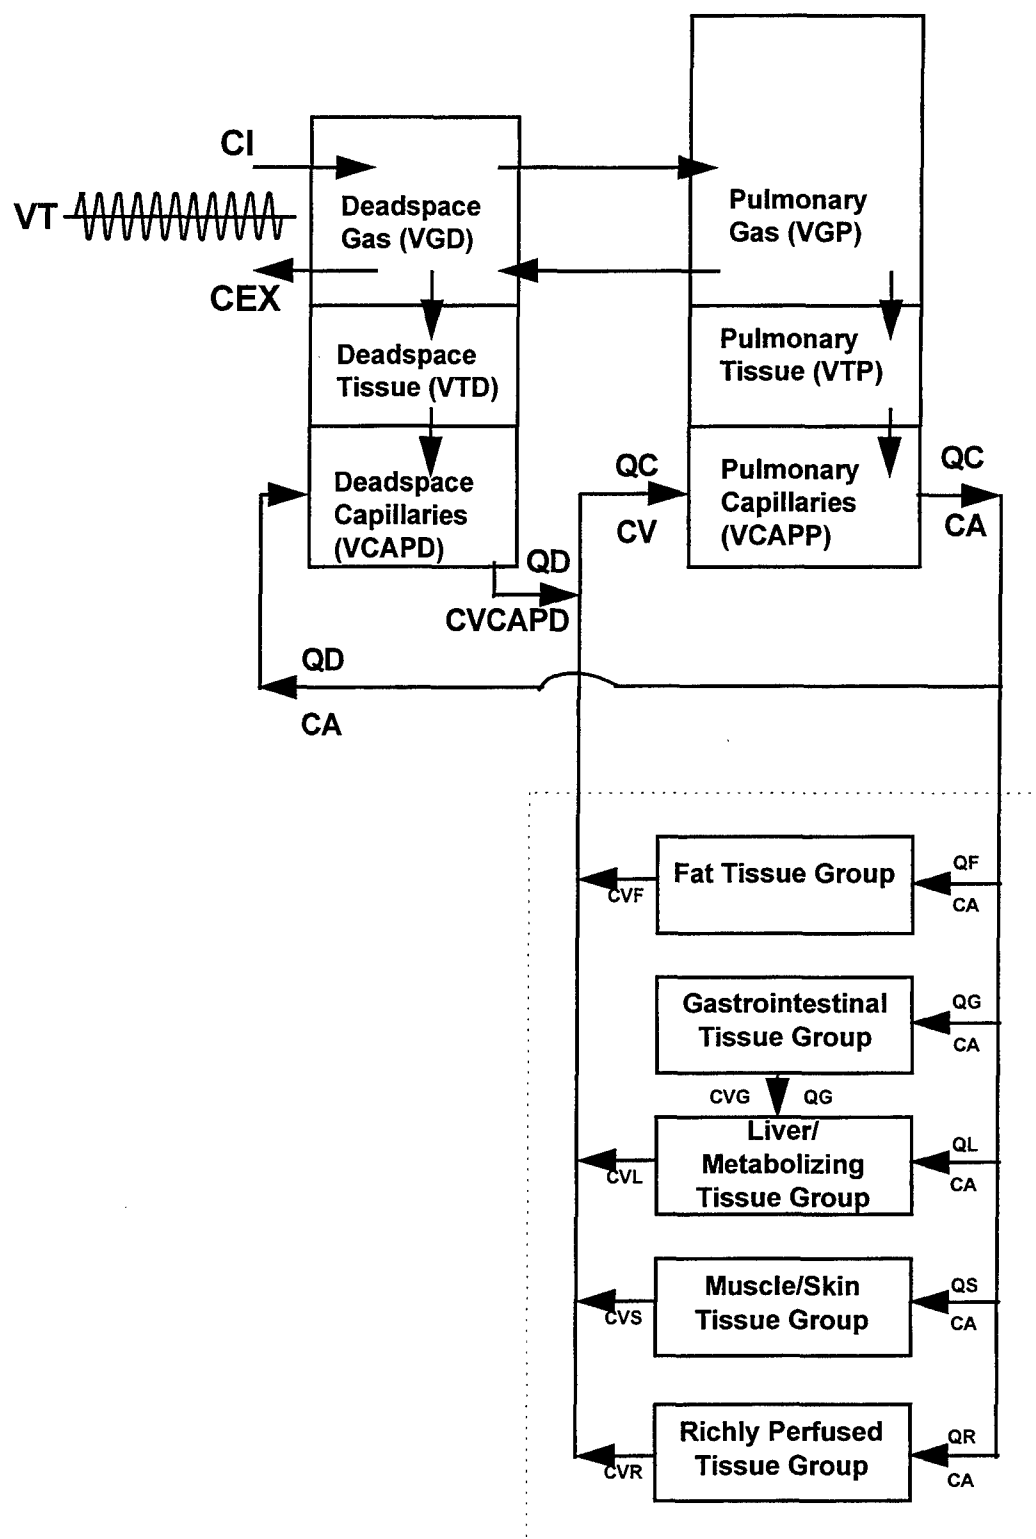 CI
VT
CEX
Deadspace
Gas (VGD)
Pulmonary
Gas (VGP)
Deadspace
Tissue (VTD)
Pulmonary
Tissue (VTP)
Deadspace
Capillaries
(VCAPD)
QC
CV
Pulmonary
Capillaries
(VCAPP)
QC
CA
QD
CVCAPD
QD
CA
Fat Tissue Group
QF
CA
CVF
Gastrointestinal
Tissue Group
QG
CA
CVG QG
Liver/
Metabolizing
Tissue Group
QL
CA
CVL
Muscle/Skin
Tissue Group
QS
CA
CVS
Richly Perfused
Tissue Group
QR
CA
CVR